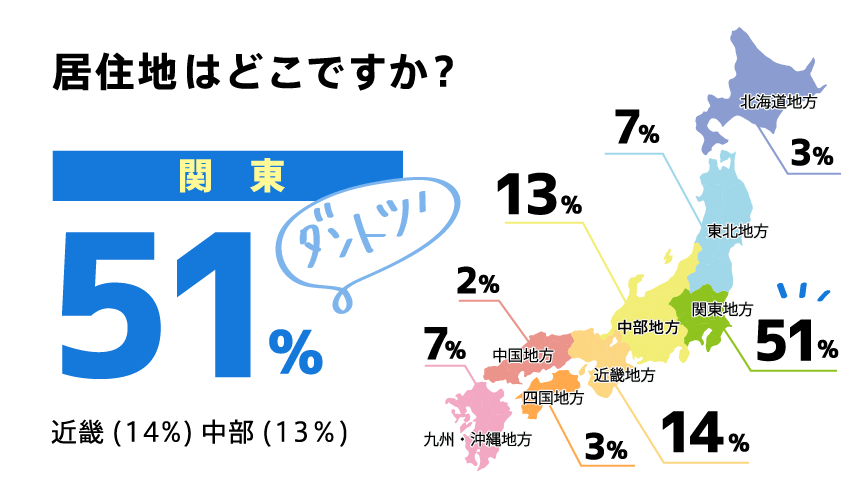 居住地はどこですか？
関 東
51%
ダントツ!
近畿 (14%) 中部 (13%)
北海道地方
3%
7%
東北地方
13%
中部地方
関東地方
51%
2%
中国地方
7%
近畿地方
四国地方
九州・沖縄地方
3%
14%